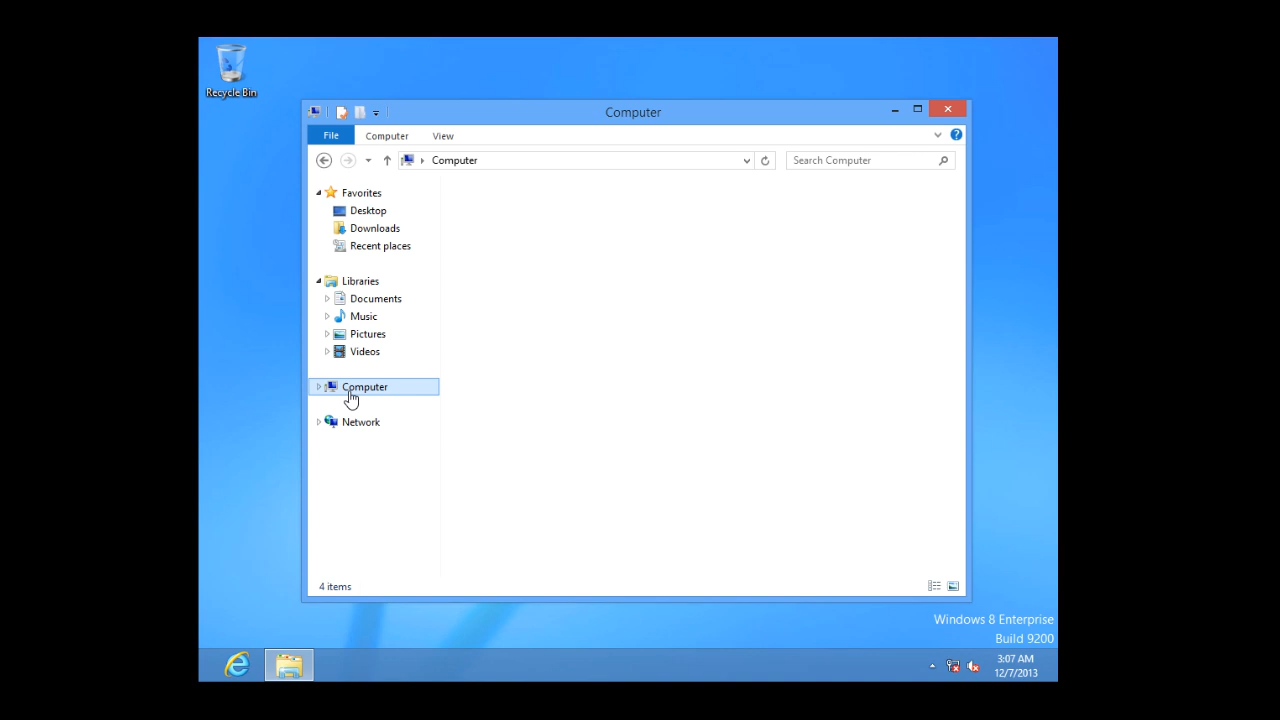 Recycle Bin
Computer
File Computer View
Computer
Search Computer
Favorites
Desktop
Downloads
Recent places
Libraries
Documents
Music
Pictures
Videos
Computer
Network
4 items
Windows 8 Enterprise
Build 9200
3:07 AM
12/7/2013